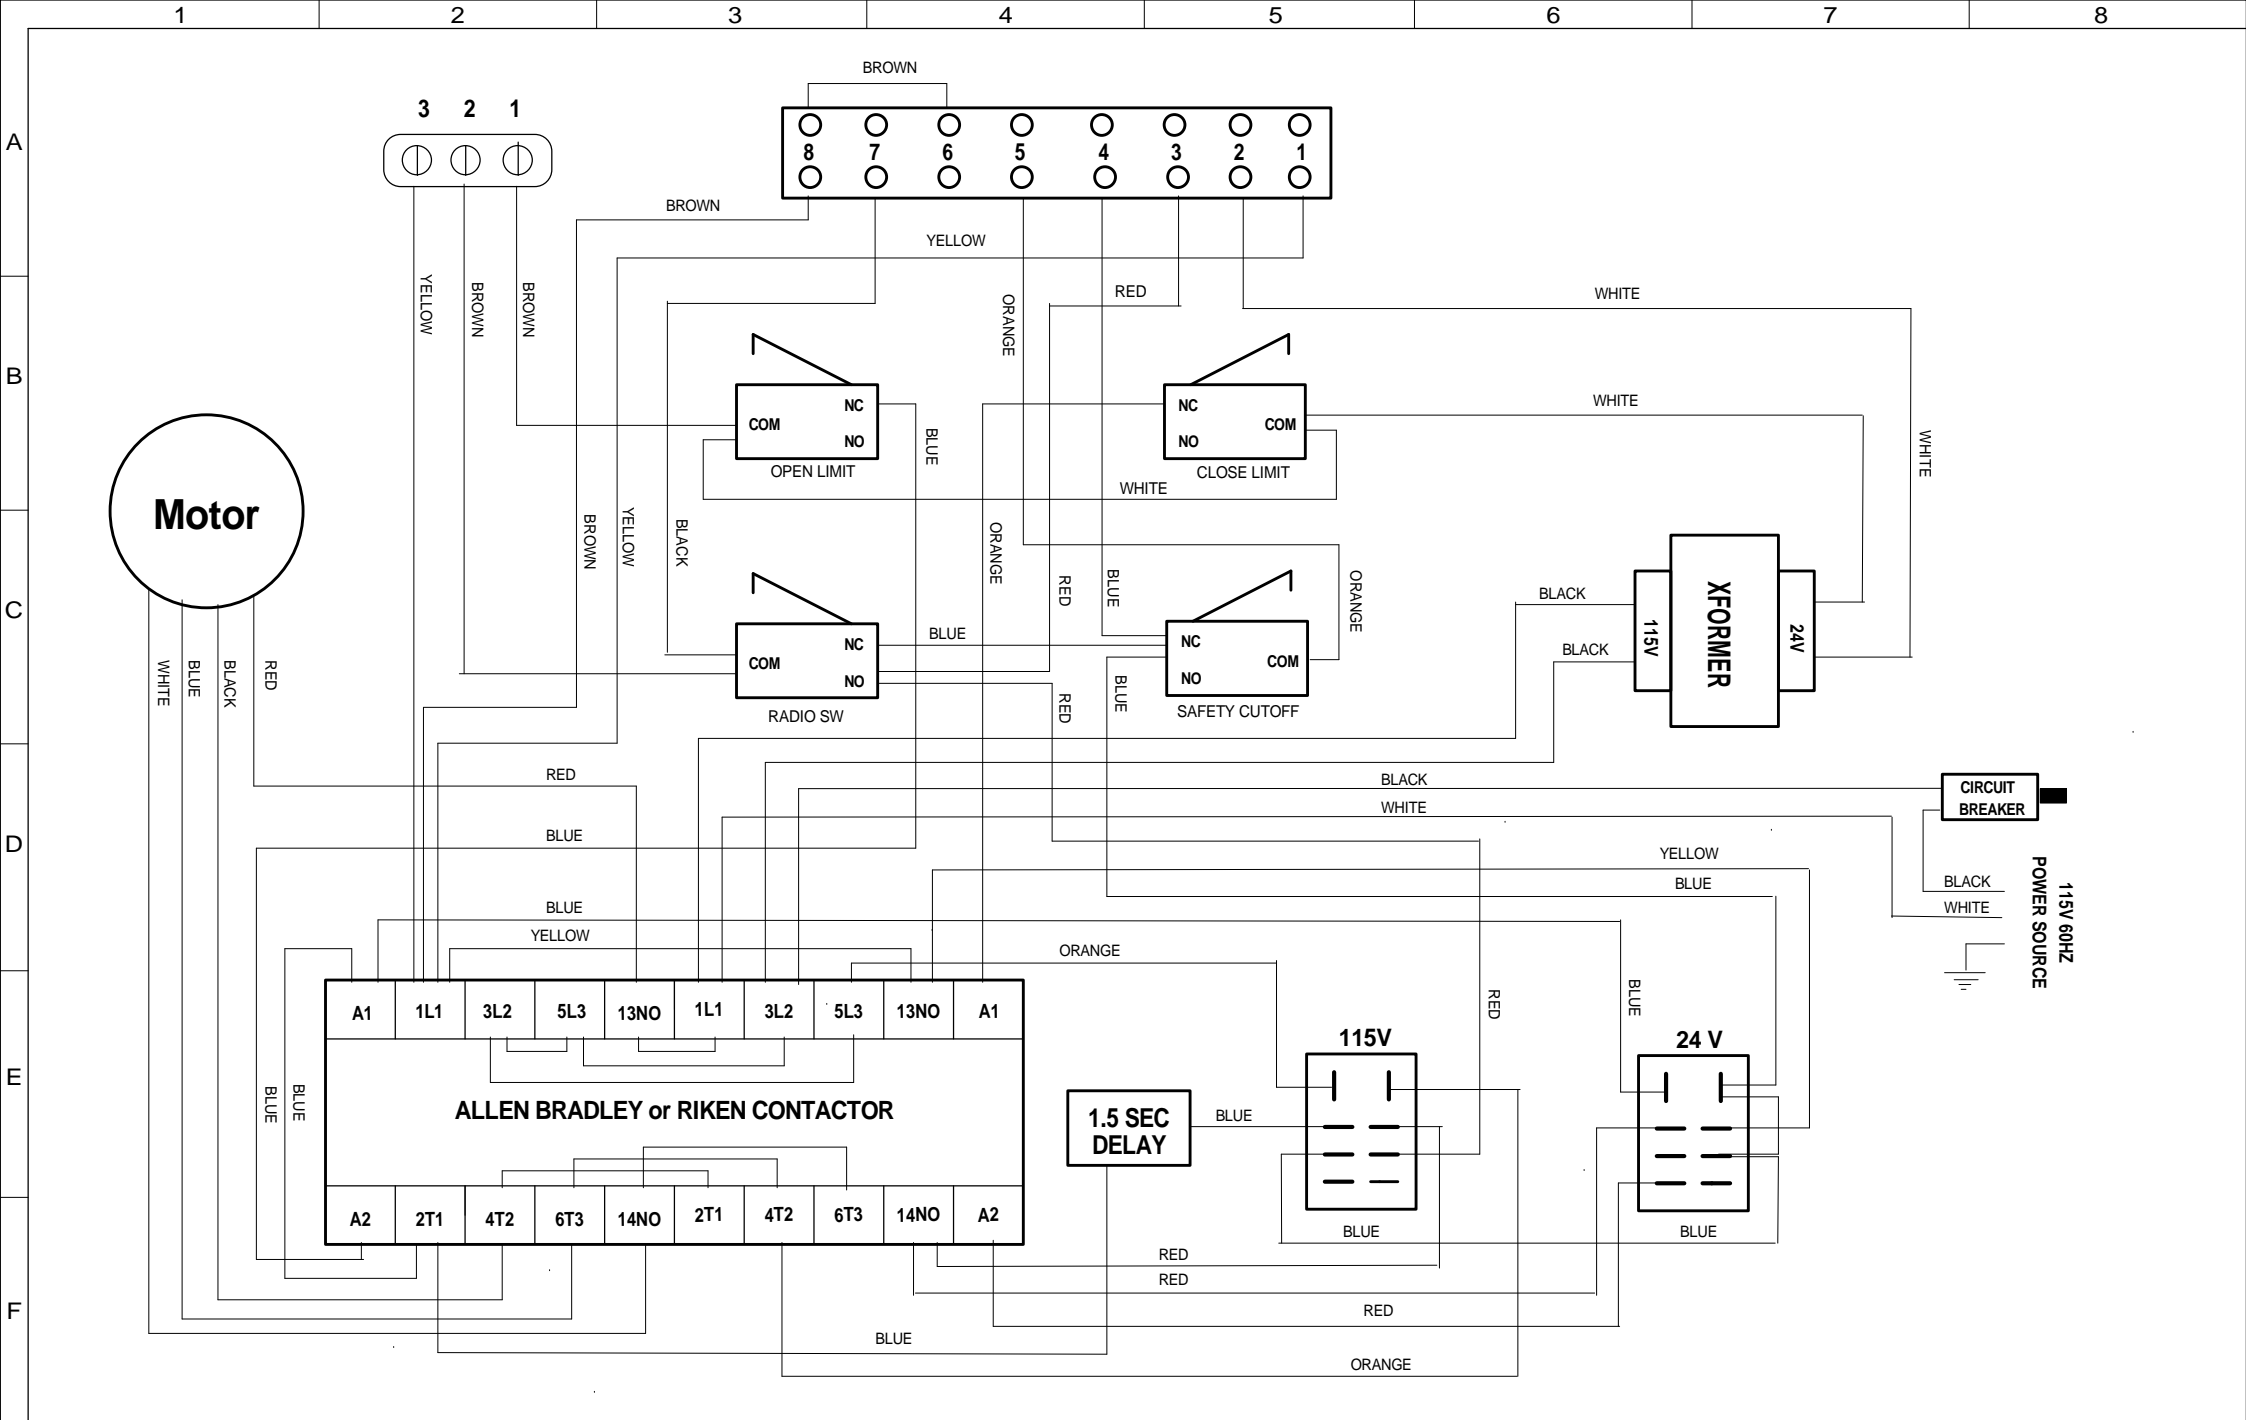 1 2 3 4 5 6 7 8
BROWN
3 2 1
A
8 7 6 5 4 3 2 1
BROWN
YELLOW
YELLOW
BROWN
BROWN
ORANGE
RED
WHITE
B
NC
COM
NO
OPEN LIMIT
BLUE
NC
COM
NO
CLOSE LIMIT
WHITE
WHITE
WHITE
Motor
BROWN
YELLOW
BLACK
ORANGE
RED
BLUE
ORANGE
C
BLACK
BLACK
115V
XFORMER
24V
NC
COM
NO
RADIO SW
BLUE
NC
COM
NO
SAFETY CUTOFF
WHITE
BLUE
BLACK
RED
RED
BLUE
RED
BLACK
WHITE
CIRCUIT
BREAKER
D
BLUE
YELLOW
BLUE
BLACK
WHITE
115V 60HZ
POWER SOURCE
BLUE
YELLOW
ORANGE
RED
BLUE
A1 1L1 3L2 5L3 13NO 1L1 3L2 5L3 13NO A1
115V
24 V
E
BLUE
BLUE
ALLEN BRADLEY or RIKEN CONTACTOR
1.5 SEC
DELAY
BLUE
A2 2T1 4T2 6T3 14NO 2T1 4T2 6T3 14NO A2
BLUE
BLUE
RED
RED
F
RED
BLUE
ORANGE